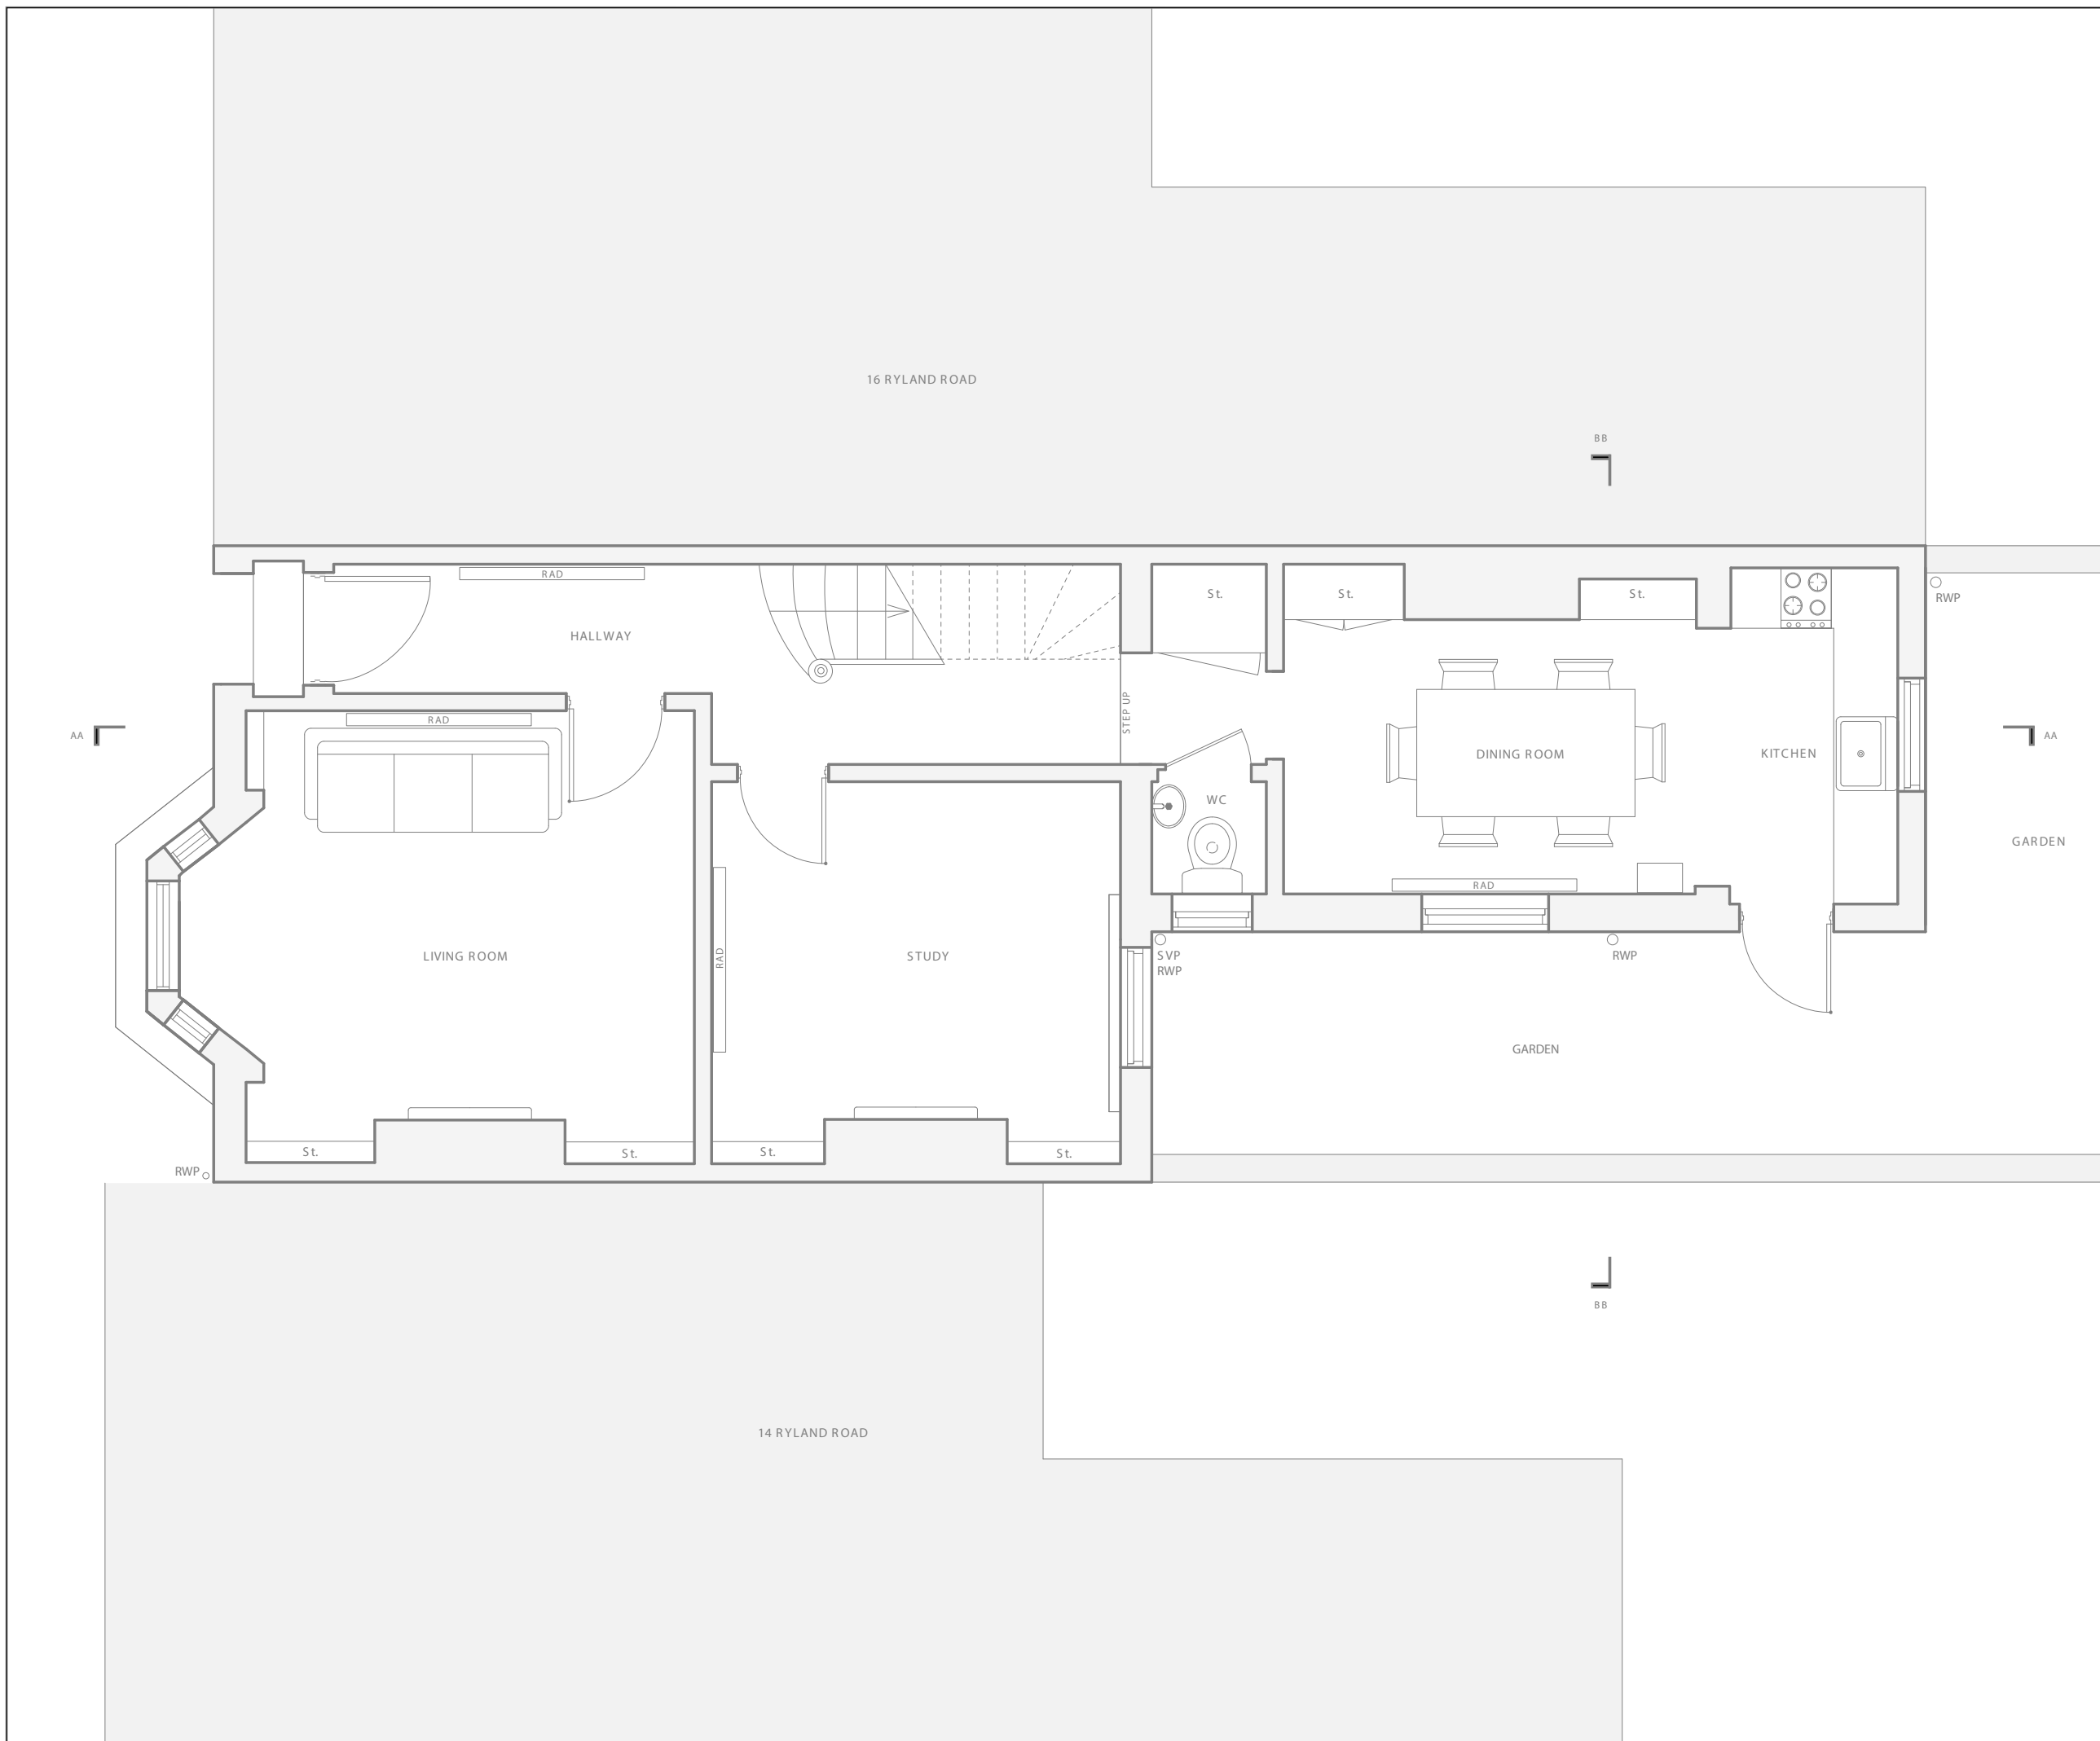 16 RYLAND ROAD
BB
RAD
St.
St.
St.
RWP
HALLWAY
RAD
STEP UP
AA
DINING ROOM
KITCHEN
AA
WC
GARDEN
RAD
LIVING ROOM
RAD
STUDY
SVP
RWP
RWP
GARDEN
St.
St.
St.
St.
RWP
BB
14 RYLAND ROAD